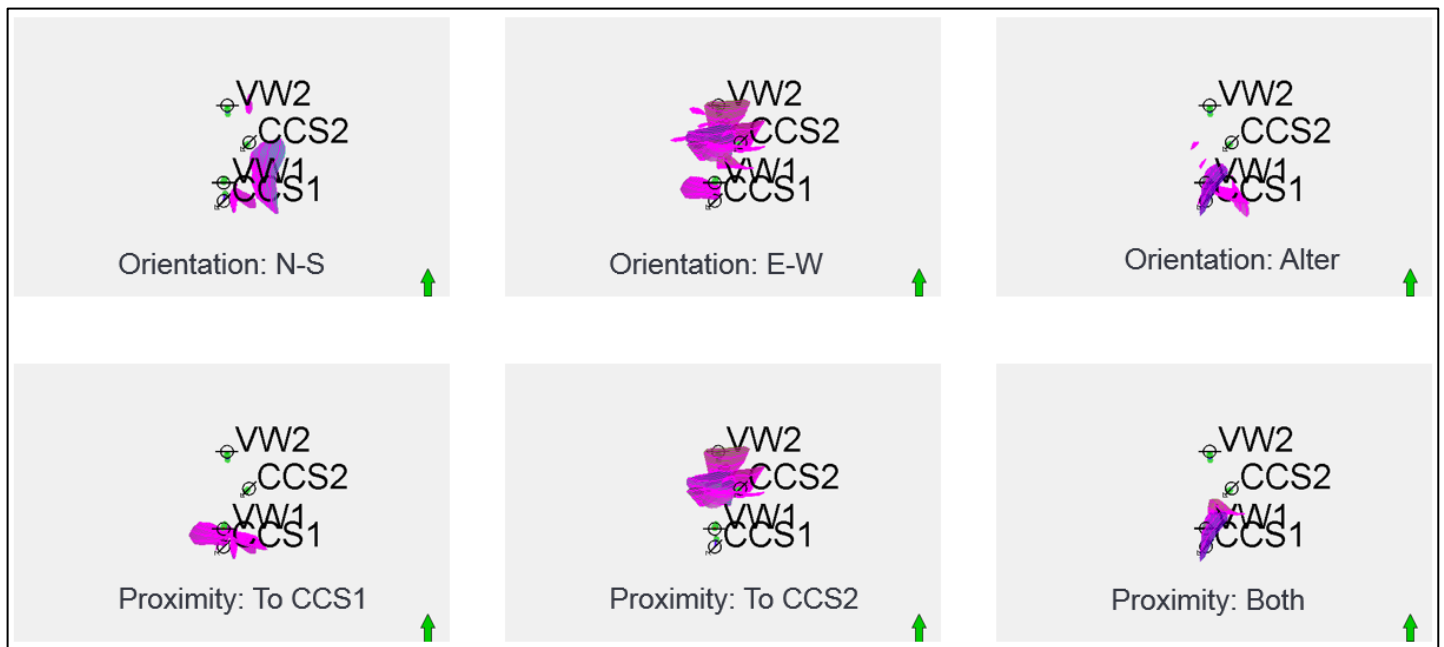 VW2
CCS2
VW1
CCS1
Orientation: N-S
VW2
CCS2
VW1
CCS1
Orientation: E-W
VW2
CCS2
VW1
CCS1
Orientation: Alter
VW2
CCS2
VW1
CCS1
Proximity: To CCS1
VW2
CCS2
VW1
CCS1
Proximity: To CCS2
VW2
CCS2
VW1
CCS1
Proximity: Both